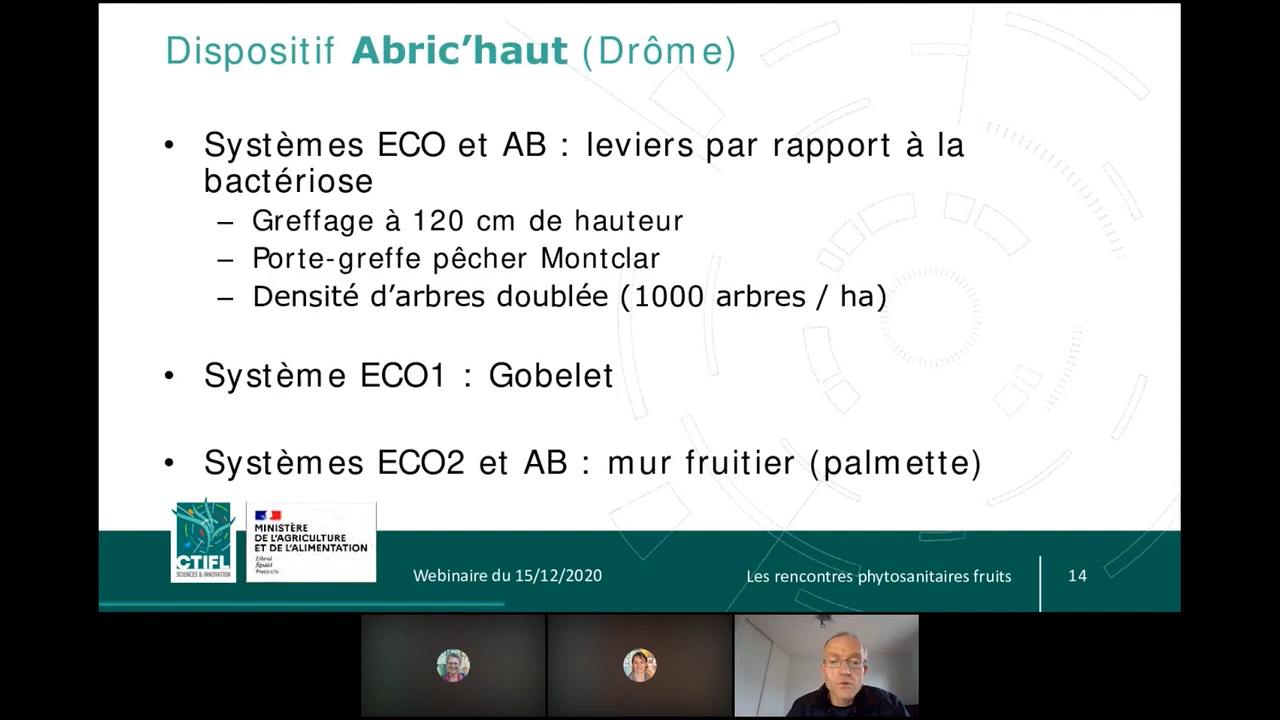 Dispositif Abric'haut (Drôme)
• Systèmes ECO et AB : leviers par rapport à la
bactériose
– Greffage à 120 cm de hauteur
– Porte-greffe pêcher Montclar
– Densité d'arbres doublée (1000 arbres / ha)
• Système ECO1 : Gobelet
• Systèmes ECO2 et AB : mur fruitier (palmette)
CTIFL
SCIENCES & INNOVATION
MINISTÈRE
DE L'AGRICULTURE
ET DE L'ALIMENTATION
Liberté
Égalité
Fraternité
Webinaire du 15/12/2020
Les rencontres phytosanitaires fruits
14